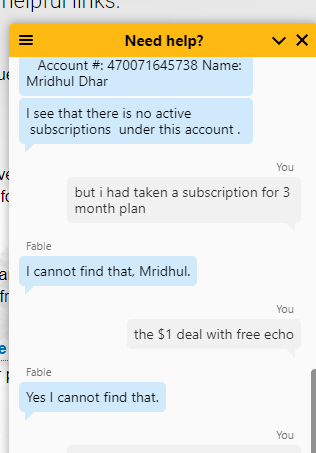 helpful links.
Need help?
Account #: 470071645738 Name:
Mridhul Dhar
I see that there is no active
subscriptions under this account .
You
but i had taken a subscription for 3
month plan
Fable
I cannot find that, Mridhul.
You
the $1 deal with free echo
Fable
Yes I cannot find that.
You